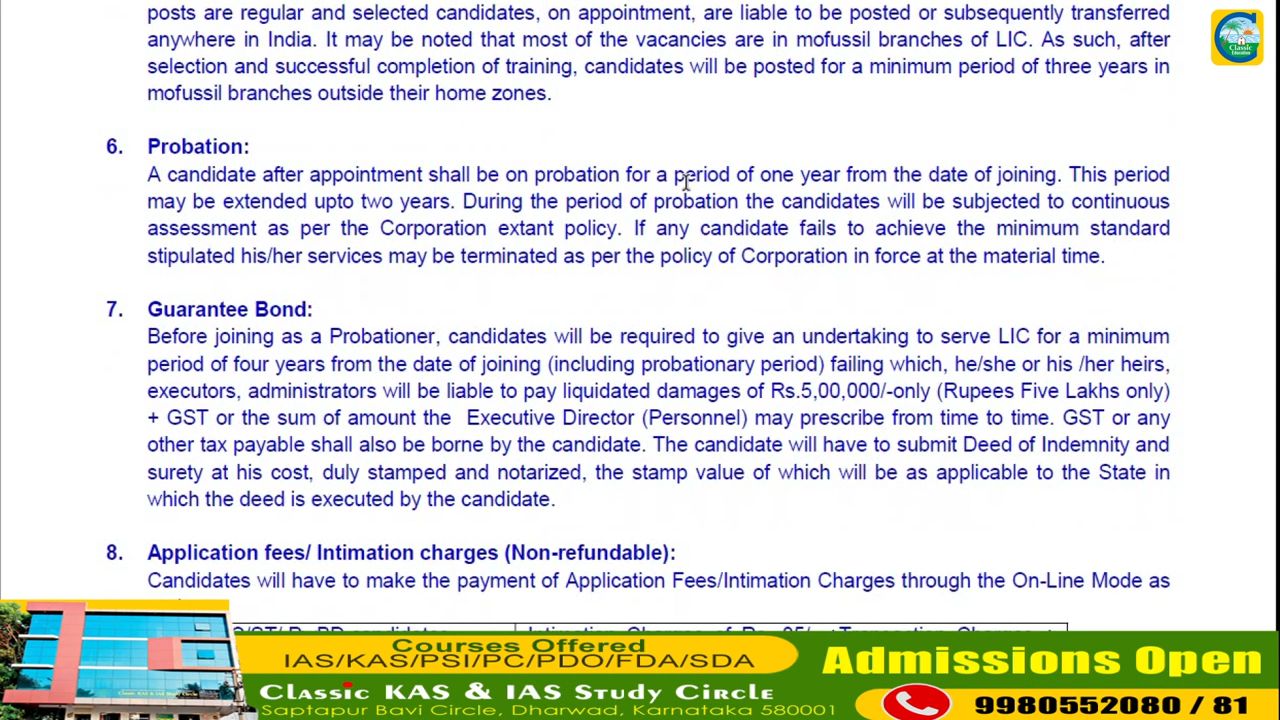 posts are regular and selected candidates, on appointment, are liable to be posted or subsequently transferred
anywhere in India. It may be noted that most of the vacancies are in mofussil branches of LIC. As such, after
selection and successful completion of training, candidates will be posted for a minimum period of three years in
mofussil branches outside their home zones.
6. Probation:
A candidate after appointment shall be on probation for a period of one year from the date of joining. This period
may be extended upto two years. During the period of probation the candidates will be subjected to continuous
assessment as per the Corporation extant policy. If any candidate fails to achieve the minimum standard
stipulated his/her services may be terminated as per the policy of Corporation in force at the material time.
7. Guarantee Bond:
Before joining as a Probationer, candidates will be required to give an undertaking to serve LIC for a minimum
period of four years from the date of joining (including probationary period) failing which, he/she or his /her heirs,
executors, administrators will be liable to pay liquidated damages of Rs.5,00,000/-only (Rupees Five Lakhs only)
+ GST or the sum of amount the Executive Director (Personnel) may prescribe from time to time. GST or any
other tax payable shall also be borne by the candidate. The candidate will have to submit Deed of Indemnity and
surety at his cost, duly stamped and notarized, the stamp value of which will be as applicable to the State in
which the deed is executed by the candidate.
8. Application fees/ Intimation charges (Non-refundable):
Candidates will have to make the payment of Application Fees/Intimation Charges through the On-Line Mode as
Courses Offered
IAS/KAS/PSI/PC/PDO/FDA/SDA
Classic KAS & IAS Study Circle
Saptapur Bavi Circle, Dharwad, Karnataka 580001
Admissions Open
9980552080 / 81
Classic
Education